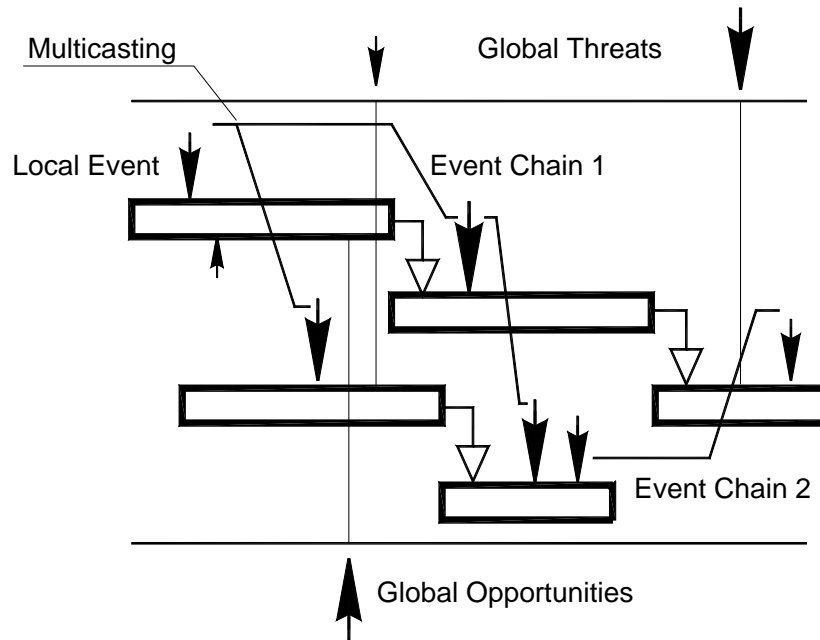 Multicasting
Global Threats
Local Event
Event Chain 1
Event Chain 2
Global Opportunities